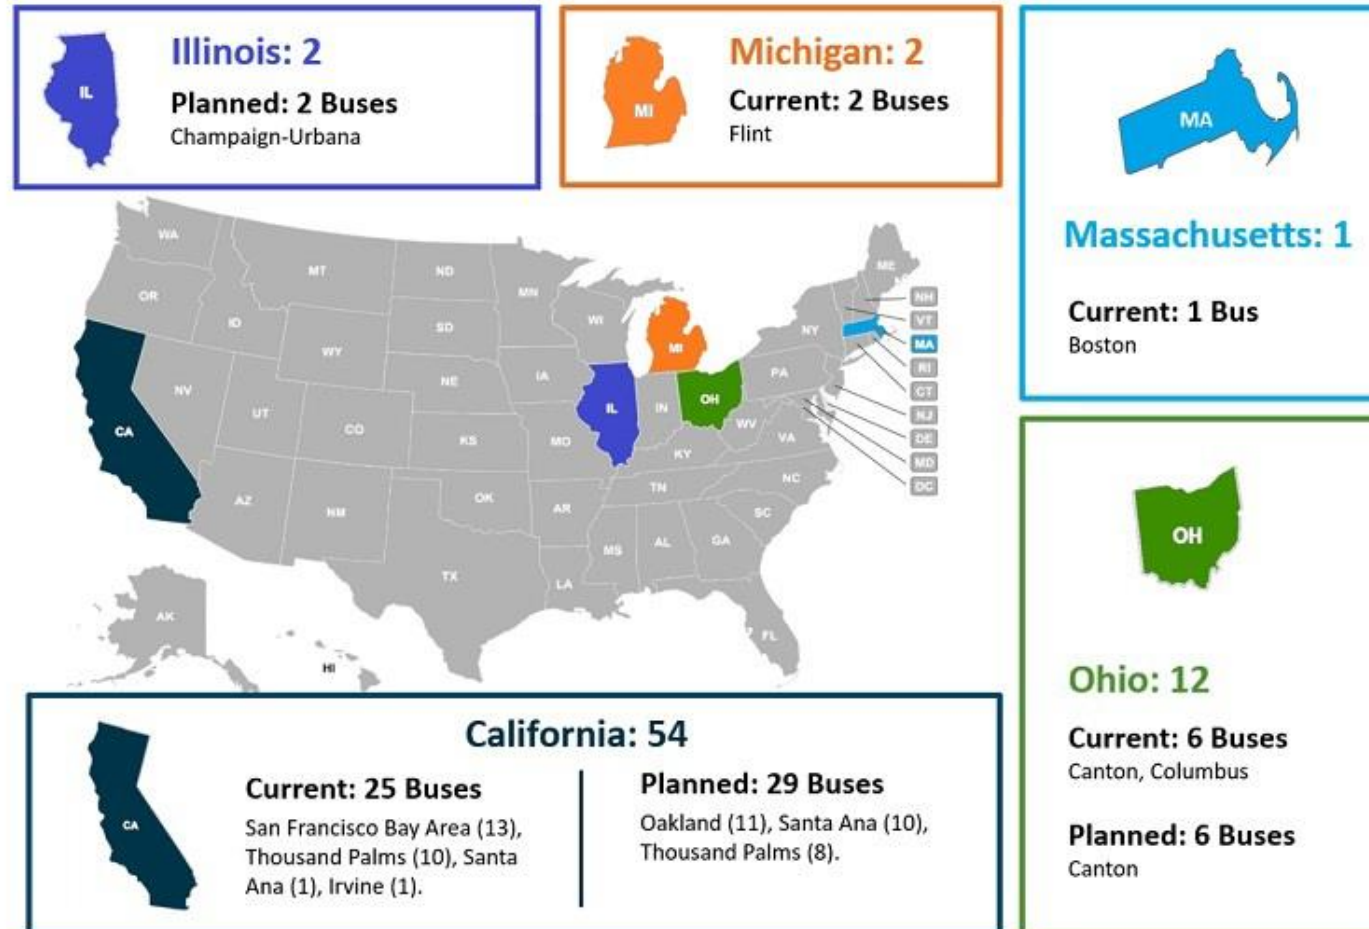 IL
Illinois: 2
Planned: 2 Buses
Champaign-Urbana
MI
Michigan: 2
Current: 2 Buses
Flint
MA
Massachusetts: 1
Current: 1 Bus
Boston
WA
OR
CA
ID
NV
MT
WY
UT
AZ
CO
NM
ND
SD
NE
KS
OK
TX
MN
IA
MO
AR
LA
WI
IL
MI
IN
OH
KY
TN
MS
AL
GA
FL
SC
NC
VA
WV
PA
NY
ME
NH
VT
MA
RI
CT
NJ
DE
MD
DC
AK
HI
OH
Ohio: 12
Current: 6 Buses
Canton, Columbus
Planned: 6 Buses
Canton
CA
California: 54
Current: 25 Buses
San Francisco Bay Area (13),
Thousand Palms (10), Santa
Ana (1), Irvine (1).
Planned: 29 Buses
Oakland (11), Santa Ana (10),
Thousand Palms (8).